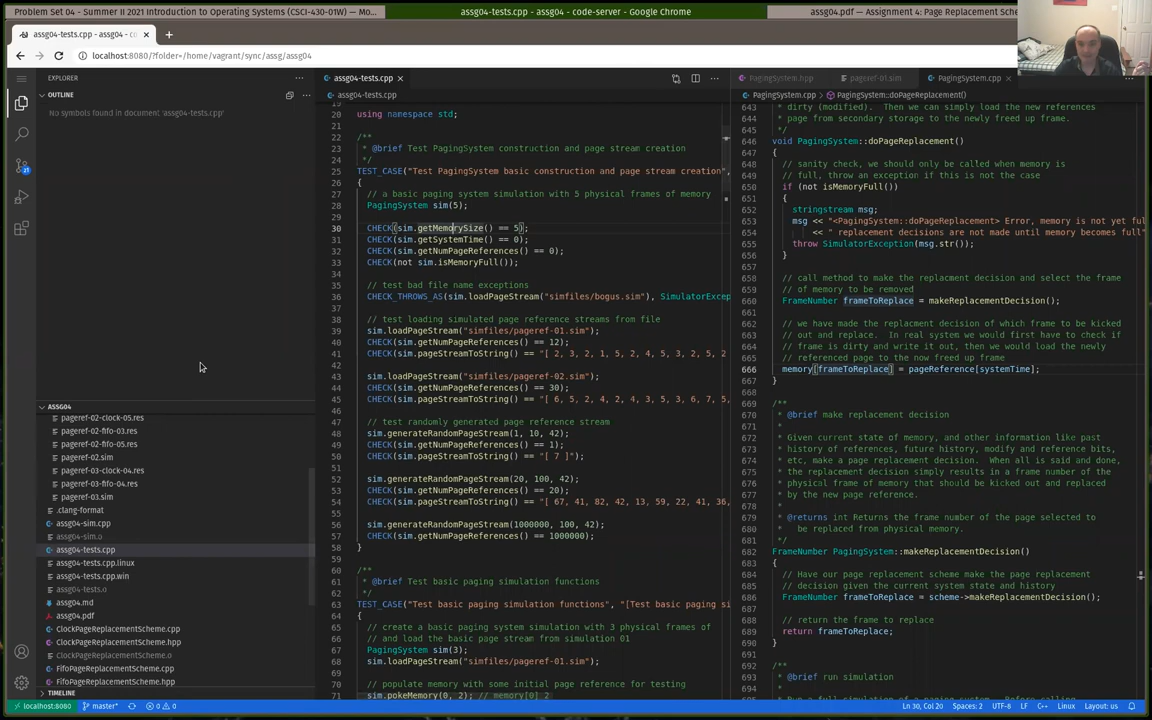 Problem Set 04 - Summer II 2021 Introduction to Operating Systems (CSCI-430-01W) — Mo...
assg04-tests.cpp - assg04 - code-server - Google Chrome
assg04.pdf — Assignment 4: Page Replacement Sche
assg04-tests.cpp - assg04 - co
localhost:8080/?folder=/home/vagrant/sync/assg/assg04
EXPLORER
OUTLINE
No symbols found in document 'assg04-tests.cpp'
ASSG04
pageref-02-clock-05.res
pageref-02-fifo-03.res
pageref-02-fifo-05.res
pageref-02.sim
pageref-03-clock-04.res
pageref-03-fifo-04.res
pageref-03.sim
.clang-format
assg04-sim.cpp
assg04-sim.o
assg04-tests.cpp
assg04-tests.cpp.linux
assg04-tests.cpp.win
assg04-tests.o
assg04.md
assg04.pdf
ClockPageReplacementScheme.cpp
ClockPageReplacementScheme.hpp
ClockPageReplacementScheme.o
FifoPageReplacementScheme.cpp
FifoPageReplacementScheme.hpp
TIMELINE
assg04-tests.cpp
assg04-tests.cpp
19
20 using namespace std;
21
22 /**
23 * @brief Test PagingSystem construction and page stream creation
24 */
25 TEST_CASE("Test PagingSystem basic construction and page stream creation",
26 {
27 // a basic paging system simulation with 5 physical frames of memory
28 PagingSystem sim(5);
29
30 CHECK(sim.getMemorySize() == 5);
31 CHECK(sim.getSystemTime() == 0);
32 CHECK(sim.getNumPageReferences() == 0);
33 CHECK(not sim.isMemoryFull());
34
35 // test bad file name exceptions
36 CHECK_THROWS_AS(sim.loadPageStream("simfiles/bogus.sim"), SimulatorExcep
37
38 // test loading simulated page reference streams from file
39 sim.loadPageStream("simfiles/pageref-01.sim");
40 CHECK(sim.getNumPageReferences() == 12);
41 CHECK(sim.pageStreamToString() == "[ 2, 3, 2, 1, 5, 2, 4, 5, 3, 2, 5, 2
42
43 sim.loadPageStream("simfiles/pageref-02.sim");
44 CHECK(sim.getNumPageReferences() == 30);
45 CHECK(sim.pageStreamToString() == "[ 6, 5, 2, 4, 2, 4, 3, 5, 3, 6, 7, 5,
46
47 // test randomly generated page reference stream
48 sim.generateRandomPageStream(1, 10, 42);
49 CHECK(sim.getNumPageReferences() == 1);
50 CHECK(sim.pageStreamToString() == "[ 7 ]");
51
52 sim.generateRandomPageStream(20, 100, 42);
53 CHECK(sim.getNumPageReferences() == 20);
54 CHECK(sim.pageStreamToString() == "[ 67, 41, 82, 42, 13, 59, 22, 41, 36,
55
56 sim.generateRandomPageStream(1000000, 100, 42);
57 CHECK(sim.getNumPageReferences() == 1000000);
58 }
59
60 /**
61 * @brief Test basic paging simulation functions
62 */
63 TEST_CASE("Test basic paging simulation functions", "[Test basic paging si
64 {
65 // create a basic paging system simulation with 3 physical frames of
66 // and load the basic page stream from simulation 01
67 PagingSystem sim(3);
68 sim.loadPageStream("simfiles/pageref-01.sim");
69
70 // populate memory with some initial page reference for testing
71 sim.pokeMemory(0, 2); // memory[0] 2
PagingSystem.hpp
pageref-01.sim
PagingSystem.cpp
PagingSystem.cpp > PagingSystem::doPageReplacement()
643 dirty (modified). Then we can simply load the new references
644 * page from secondary storage to the newly freed up frame.
645 */
646 void PagingSystem::doPageReplacement()
647 {
648 // sanity check, we should only be called when memory is
649 // full, throw an exception if this is not the case
650 if (not isMemoryFull())
651 {
652 stringstream msg;
653 msg << "<PagingSystem::doPageReplacement> Error, memory is not yet ful
654 << " replacement decisions are not made until memory becomes full"
655 throw SimulatorException(msg.str());
656 }
657
658 // call method to make the replacment decision and select the frame
659 // of memory to be removed
660 FrameNumber frameToReplace = makeReplacementDecision();
661
662 // we have made the replacment decision of which frame to be kicked
663 // out and replace. In real system we would first have to check if
664 // frame is dirty and write it out, then we would load the newly
665 // referenced page to the now freed up frame
666 memory[frameToReplace] = pageReference[systemTime];
667 }
668
669 /**
670 * @brief make replacement decision
671 *
672 * Given current state of memory, and other information like past
673 * history of references, future history, modify and reference bits,
674 * etc, make a page replacement decision. When all is said and done,
675 * the replacement decision simply results in a frame number of the
676 * physical frame of memory that should be kicked out and replaced
677 * by the new page reference.
678 *
679 * @returns int Returns the frame number of the page selected to
680 * be replaced from physical memory.
681 */
682 FrameNumber PagingSystem::makeReplacementDecision()
683 {
684 // Have our page replacement scheme make the page replacement
685 // decision given the current system state and history
686 FrameNumber frameToReplace = scheme->makeReplacementDecision();
687
688 // return the frame to replace
689 return frameToReplace;
690 }
691
692 /**
693 * @brief run simulation
694 *
localhost:8080
master*
0 0
Ln 30, Col 20
Spaces: 2
UTF-8
LF
C++
Linux
Layout: us